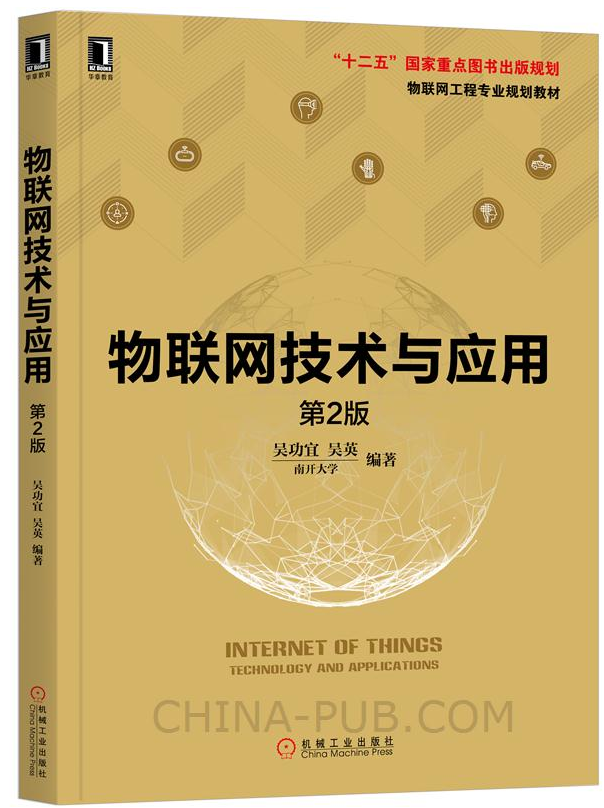 HZ BOOKS
华章教育
物联网技术与应用
第2版
吴功宜 吴英 编著
机械工业出版社
China Machine Press
“十二五”国家重点图书出版规划
物联网工程专业规划教材
物联网技术与应用
第2版
吴功宜 吴英
南开大学
编著
INTERNET OF THINGS
TECHNOLOGY AND APPLICATIONS
CHINA-PUB.COM
机械工业出版社
China Machine Press